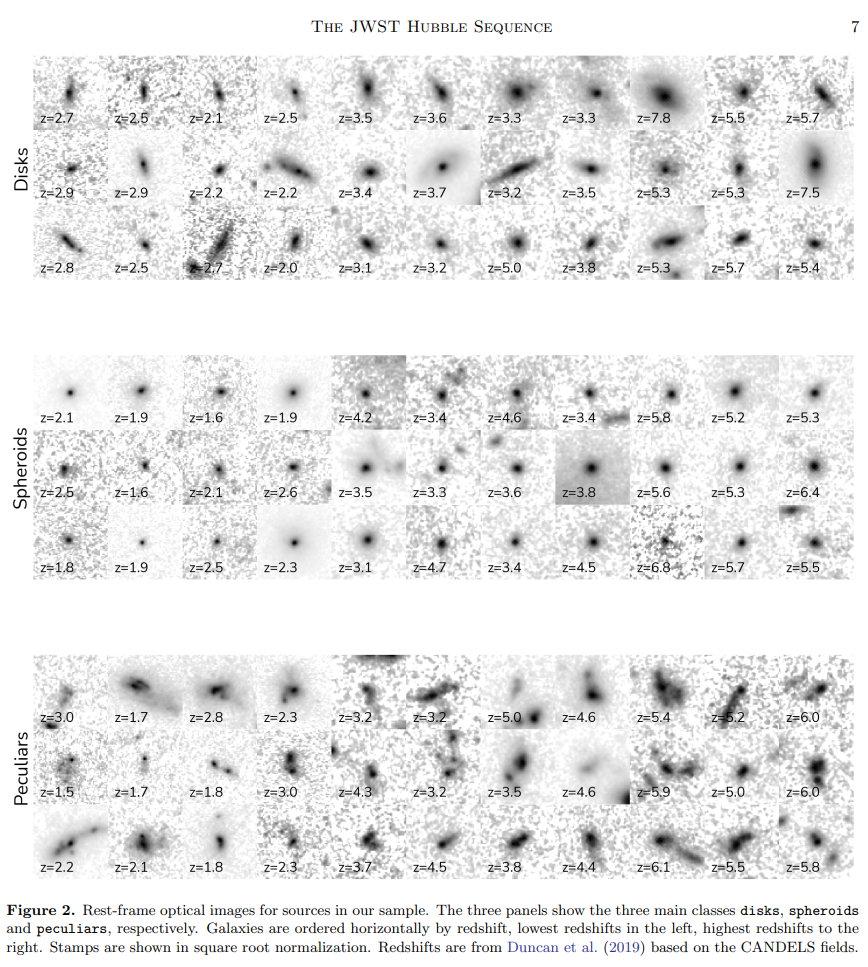 THE JWST HUBBLE SEQUENCE 7
Disks
z=2.7 z=2.5 z=2.1 z=2.5 z=3.5 z=3.6 z=3.3 z=3.3 z=7.8 z=5.5 z=5.7
z=2.9 z=2.9 z=2.2 z=2.2 z=3.4 z=3.7 z=3.2 z=3.5 z=5.3 z=5.3 z=7.5
z=2.8 z=2.5 z=2.7 z=2.0 z=3.1 z=3.2 z=5.0 z=3.8 z=5.3 z=5.7 z=5.4
Spheroids
z=2.1 z=1.9 z=1.6 z=1.9 z=4.2 z=3.4 z=4.6 z=3.4 z=5.8 z=5.2 z=5.3
z=2.5 z=1.6 z=2.1 z=2.6 z=3.5 z=3.3 z=3.6 z=3.8 z=5.6 z=5.3 z=6.4
z=1.8 z=1.9 z=2.5 z=2.3 z=3.1 z=4.7 z=3.4 z=4.5 z=6.8 z=5.7 z=5.5
Peculiars
z=3.0 z=1.7 z=2.8 z=2.3 z=3.2 z=3.2 z=5.0 z=4.6 z=5.4 z=5.2 z=6.0
z=1.5 z=1.7 z=1.8 z=3.0 z=4.3 z=3.2 z=3.5 z=4.6 z=5.9 z=5.0 z=6.0
z=2.2 z=2.1 z=1.8 z=2.3 z=3.7 z=4.5 z=3.8 z=4.4 z=6.1 z=5.5 z=5.8
Figure 2. Rest-frame optical images for sources in our sample. The three panels show the three main classes disks, spheroids
and peculiars, respectively. Galaxies are ordered horizontally by redshift, lowest redshifts in the left, highest redshifts to the
right. Stamps are shown in square root normalization. Redshifts are from Duncan et al. (2019) based on the CANDELS fields.